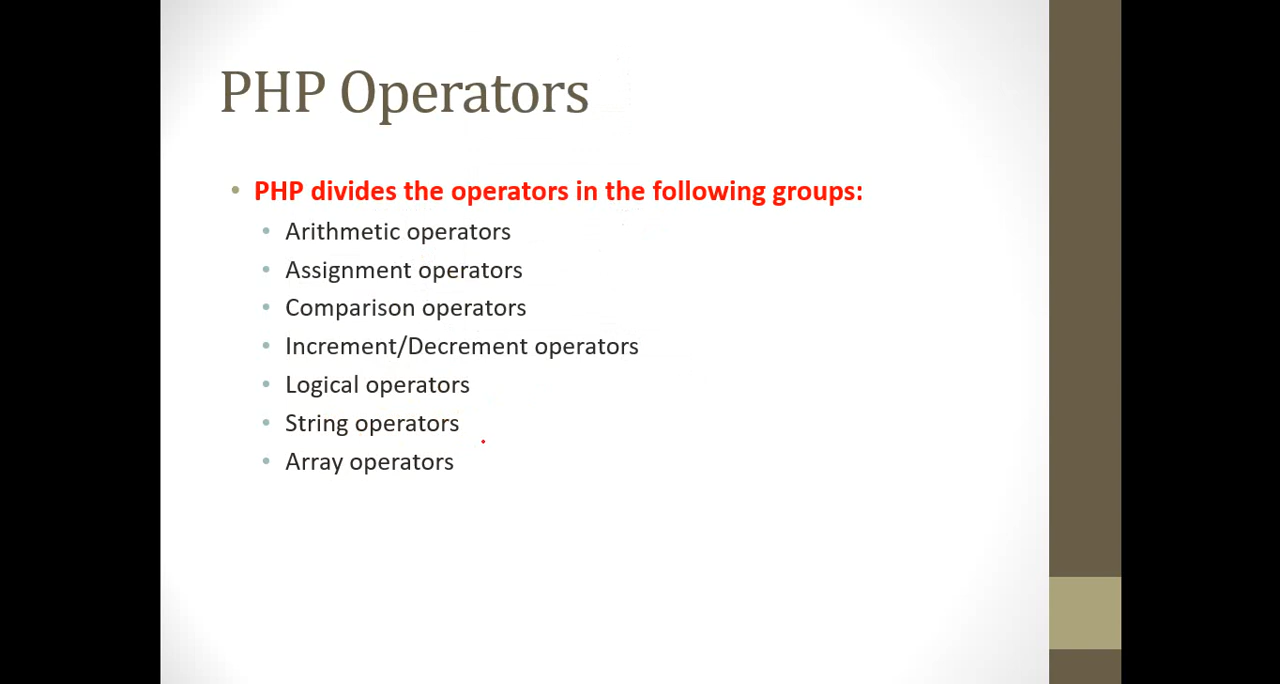 PHP Operators
PHP divides the operators in the following groups:
Arithmetic operators
Assignment operators
Comparison operators
Increment/Decrement operators
Logical operators
String operators
Array operators